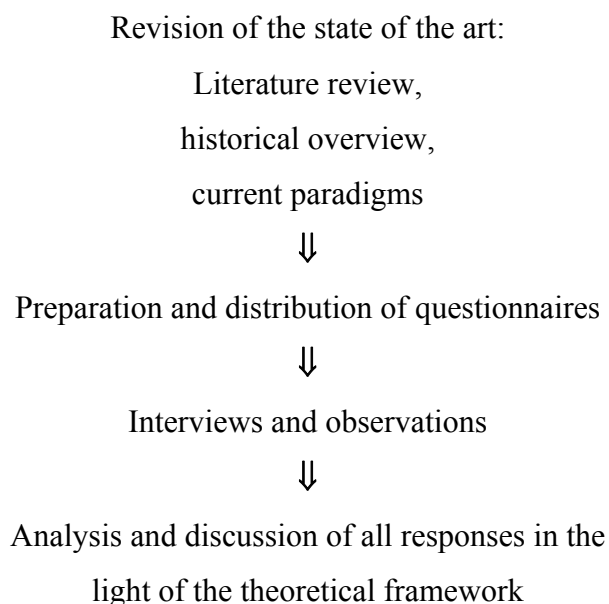 Revision of the state of the art:
Literature review,
historical overview,
current paradigms
⇓
Preparation and distribution of questionnaires
⇓
Interviews and observations
⇓
Analysis and discussion of all responses in the
light of the theoretical framework